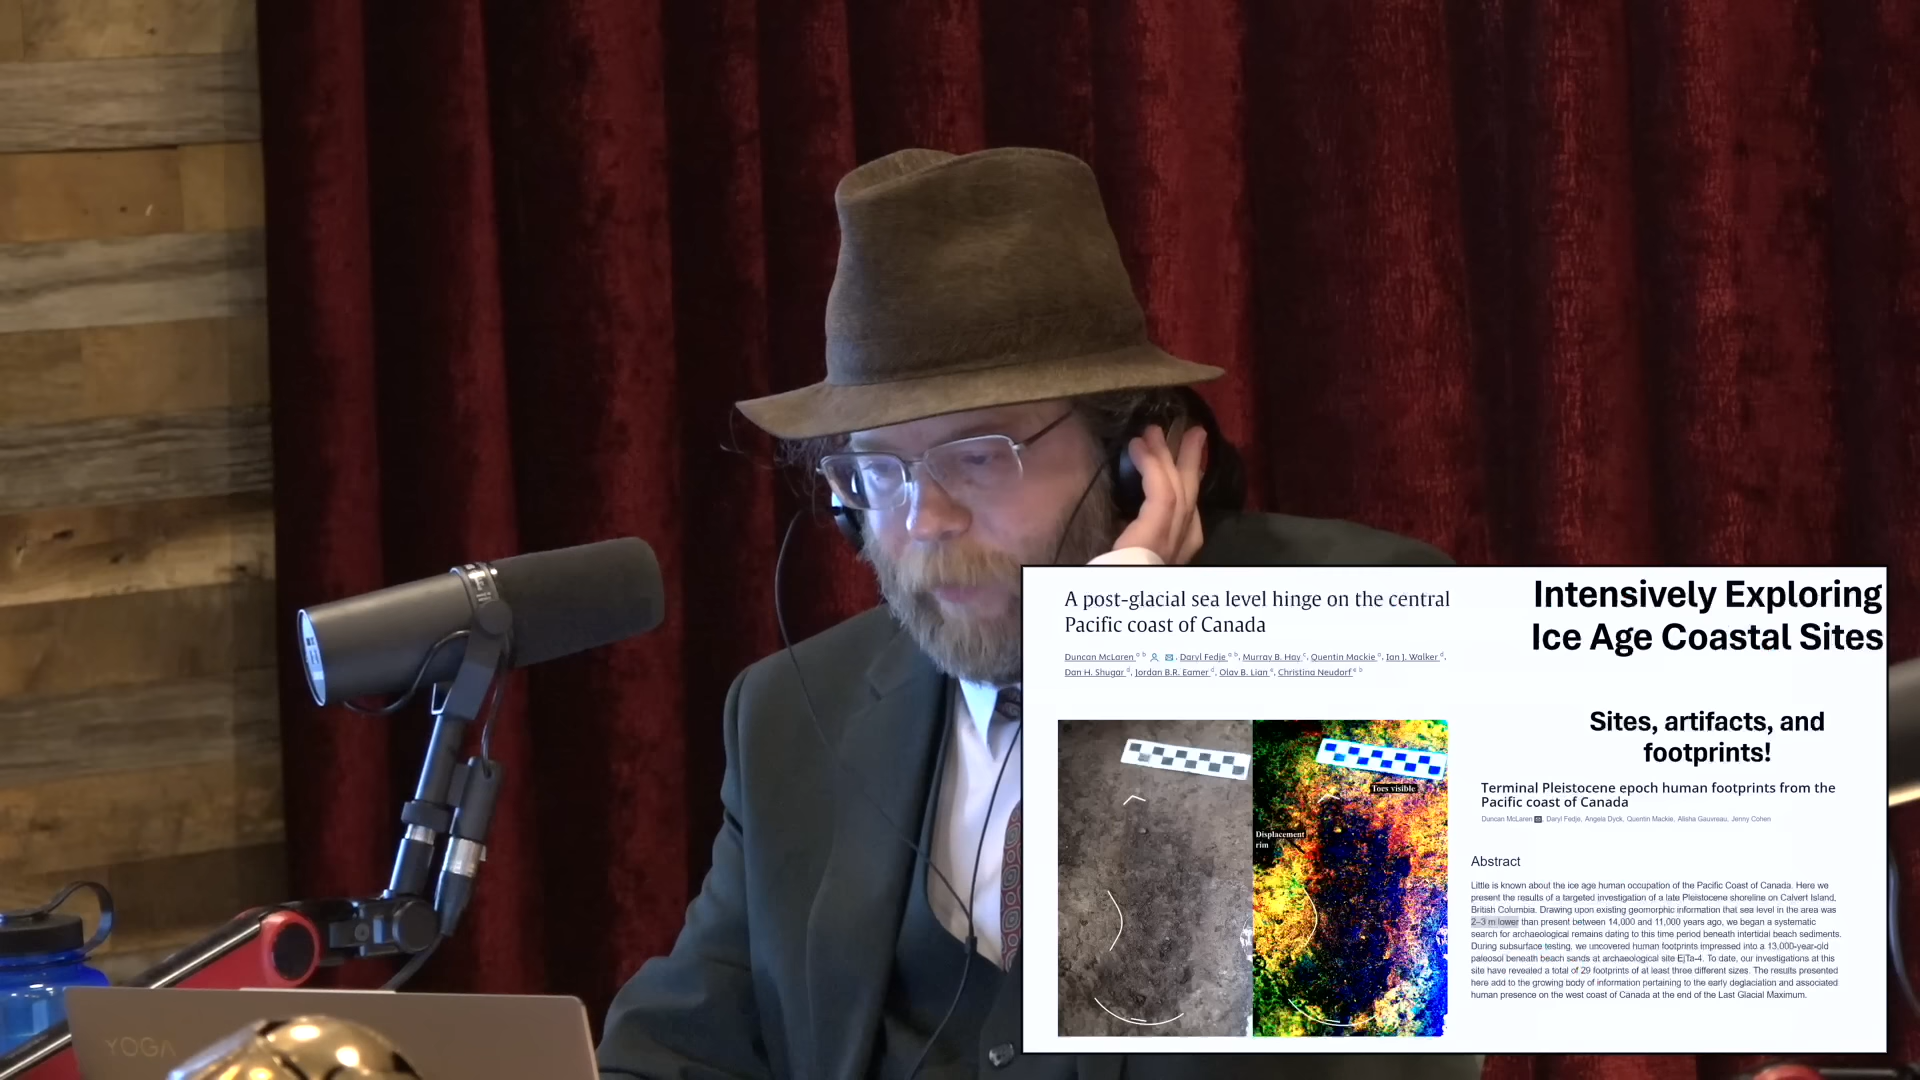 A post-glacial sea level hinge on the central
Pacific coast of Canada
Duncan McLaren a b, Daryl Fedje a b, Murray B. Hay c, Quentin Mackie a, Ian J. Walker d,
Dan H. Shugar d, Jordan B.R. Eamer d, Olav B. Lian e, Christina Neudorf e b
Intensively Exploring
Ice Age Coastal Sites
Sites, artifacts, and
footprints!
Toes visible
Displacement
rim
Terminal Pleistocene epoch human footprints from the
Pacific coast of Canada
Duncan McLaren, Daryl Fedje, Angela Dyck, Quentin Mackie, Alisha Gauvreau, Jenny Cohen
Abstract
Little is known about the ice age human occupation of the Pacific Coast of Canada. Here we
present the results of a targeted investigation of a late Pleistocene shoreline on Calvert Island,
British Columbia. Drawing upon existing geomorphic information that sea level in the area was
2–3 m lower than present between 14,000 and 11,000 years ago, we began a systematic
search for archaeological remains dating to this time period beneath intertidal beach sediments.
During subsurface testing, we uncovered human footprints impressed into a 13,000-year-old
paleosol beneath beach sands at archaeological site EjTa-4. To date, our investigations at this
site have revealed a total of 29 footprints of at least three different sizes. The results presented
here add to the growing body of information pertaining to the early deglaciation and associated
human presence on the west coast of Canada at the end of the Last Glacial Maximum.
YOGA